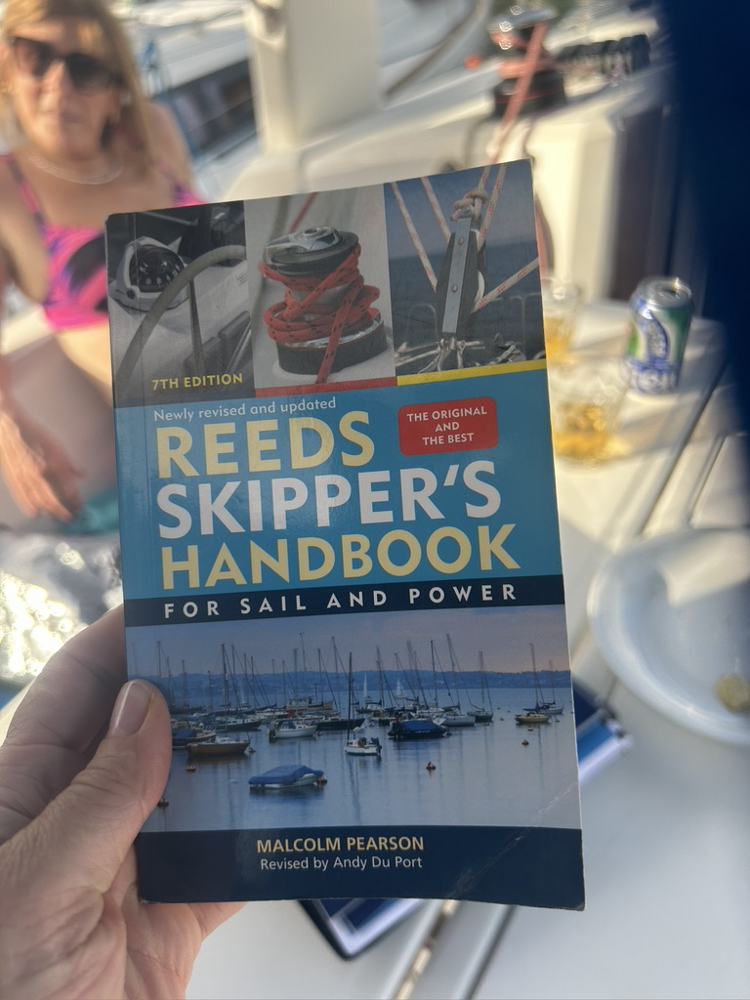 7TH EDITION
Newly revised and updated
REEDS
THE ORIGINAL
AND
THE BEST
SKIPPER'S
HANDBOOK
FOR SAIL AND POWER
MALCOLM PEARSON
Revised by Andy Du Port